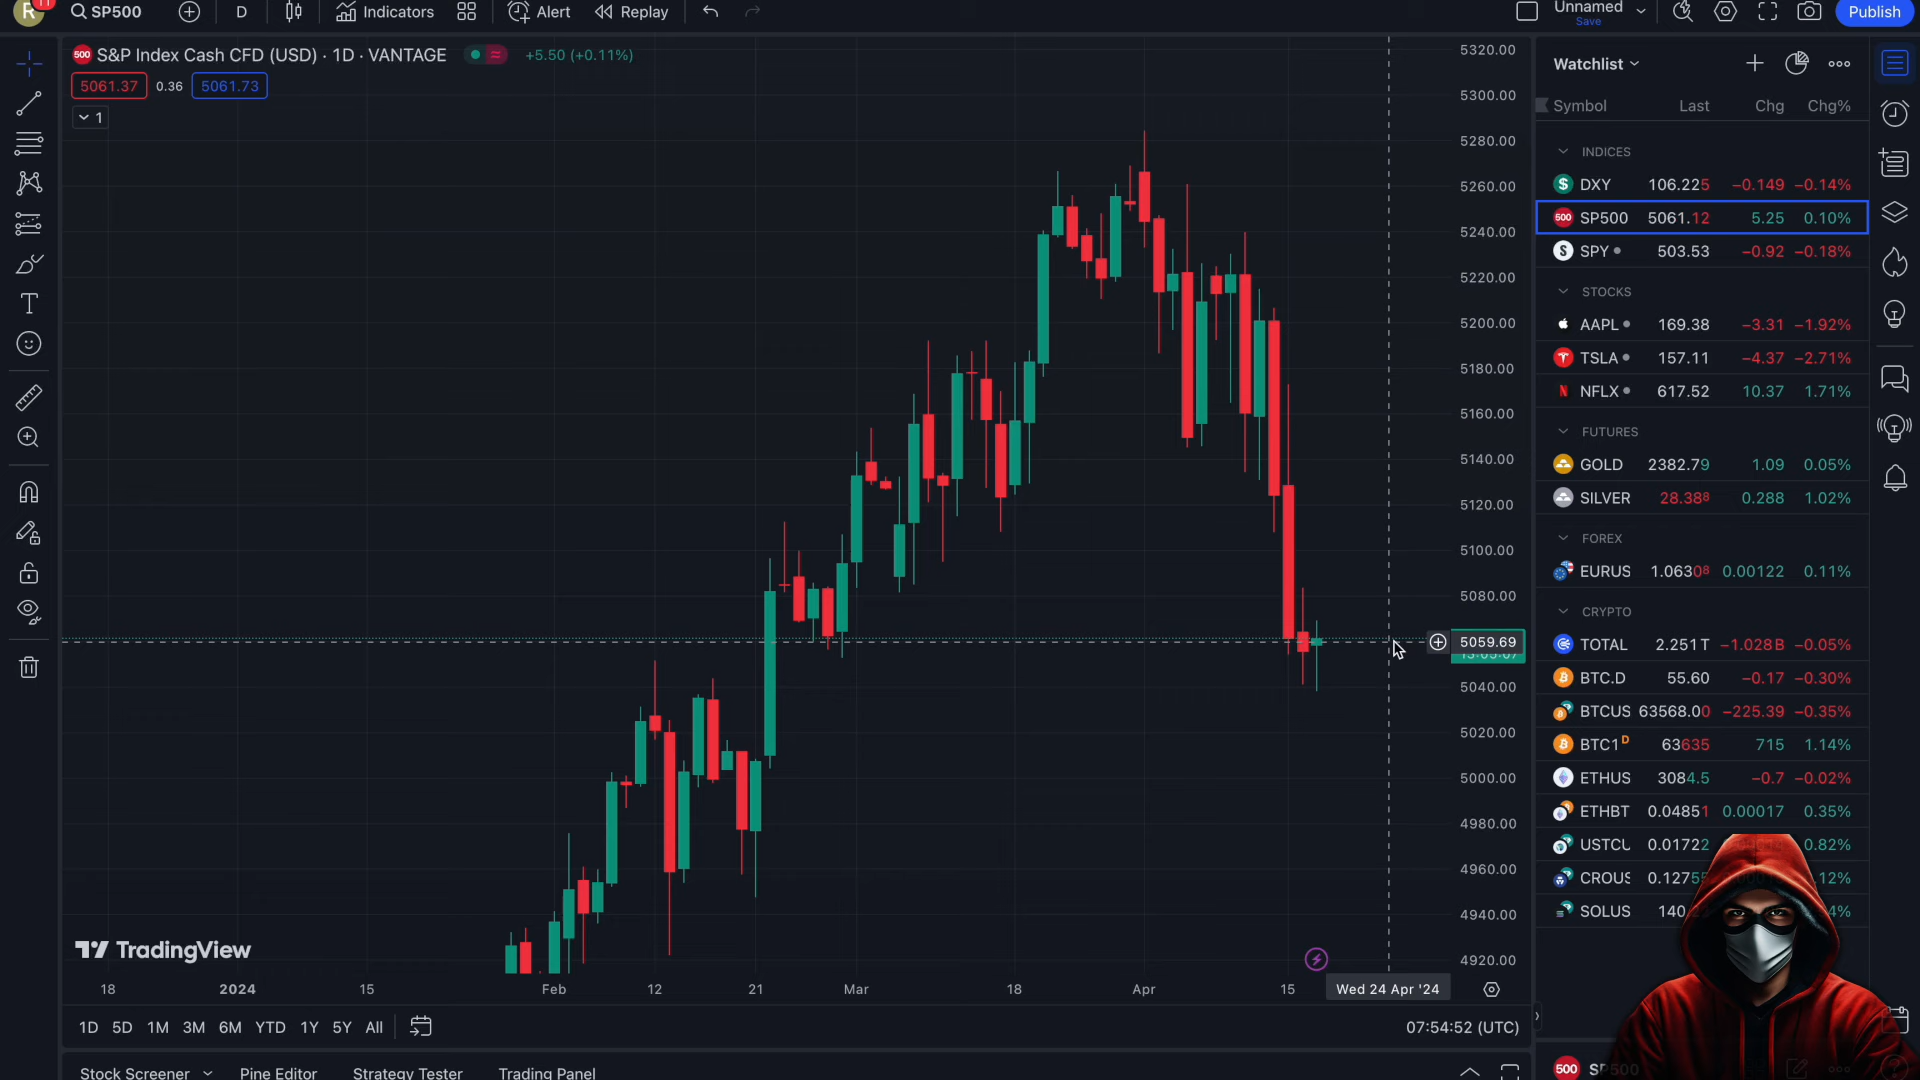 R 11 SP500 D Indicators Alert Replay Unnamed Save Publish
500 S&P Index Cash CFD (USD) · 1D · VANTAGE +5.50 (+0.11%)
5061.37 0.36 5061.73
1
5320.00
5300.00
5280.00
5260.00
5240.00
5220.00
5200.00
5180.00
5160.00
5140.00
5120.00
5100.00
5080.00
5059.69
5040.00
5020.00
5000.00
4980.00
4960.00
4940.00
4920.00
TradingView
18 2024 15 Feb 12 21 Mar 18 Apr 15 Wed 24 Apr '24
1D 5D 1M 3M 6M YTD 1Y 5Y All 07:54:52 (UTC)
Stock Screener Pine Editor Strategy Tester Trading Panel
Watchlist
Symbol Last Chg Chg%
INDICES
DXY 106.225 −0.149 −0.14%
500 SP500 5061.12 5.25 0.10%
S SPY 503.53 −0.92 −0.18%
STOCKS
AAPL 169.38 −3.31 −1.92%
TSLA 157.11 −4.37 −2.71%
N NFLX 617.52 10.37 1.71%
FUTURES
GOLD 2382.79 1.09 0.05%
SILVER 28.388 0.288 1.02%
FOREX
EURUS 1.06308 0.00122 0.11%
CRYPTO
TOTAL 2.251 T −1.028 B −0.05%
BTC.D 55.60 −0.17 −0.30%
BTCUS 63568.00 −225.39 −0.35%
BTC1 D 63635 715 1.14%
ETHUS 3084.5 −0.7 −0.02%
ETHBT 0.04851 0.00017 0.35%
USTCU 0.01722 0.82%
CROUS 0.12755 12%
SOLUS 140 4%
500 SP500